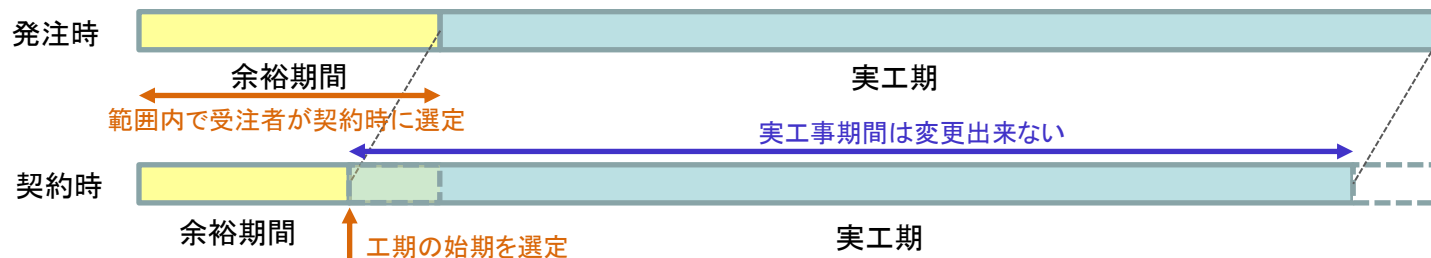 発注時
余裕期間
実工期
範囲内で受注者が契約時に選定
実工事期間は変更出来ない
契約時
余裕期間
実工期
工期の始期を選定